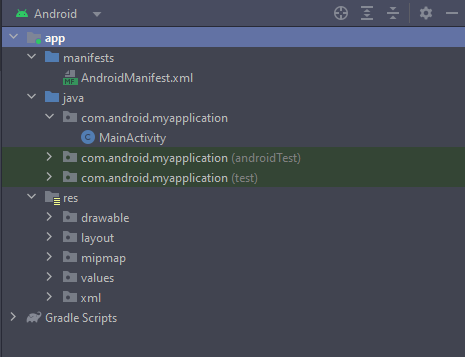 Android
app
manifests
AndroidManifest.xml
java
com.android.myapplication
MainActivity
com.android.myapplication (androidTest)
com.android.myapplication (test)
res
drawable
layout
mipmap
values
xml
Gradle Scripts